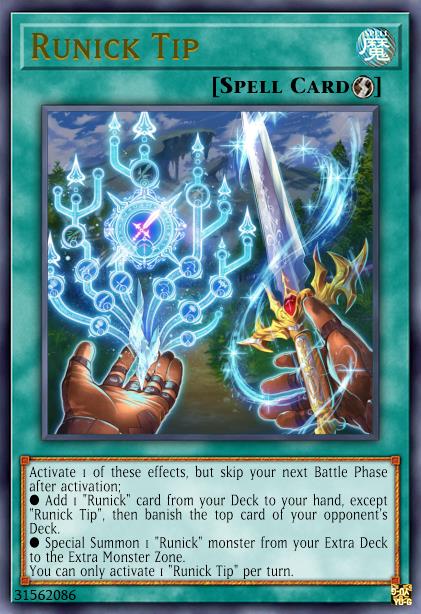 Runick Tip
SPELL
魔
[Spell Card]
Activate 1 of these effects, but skip your next Battle Phase
after activation;
● Add 1 "Runick" card from your Deck to your hand, except
"Runick Tip", then banish the top card of your opponent's
Deck.
● Special Summon 1 "Runick" monster from your Extra Deck
to the Extra Monster Zone.
You can only activate 1 "Runick Tip" per turn.
31562086